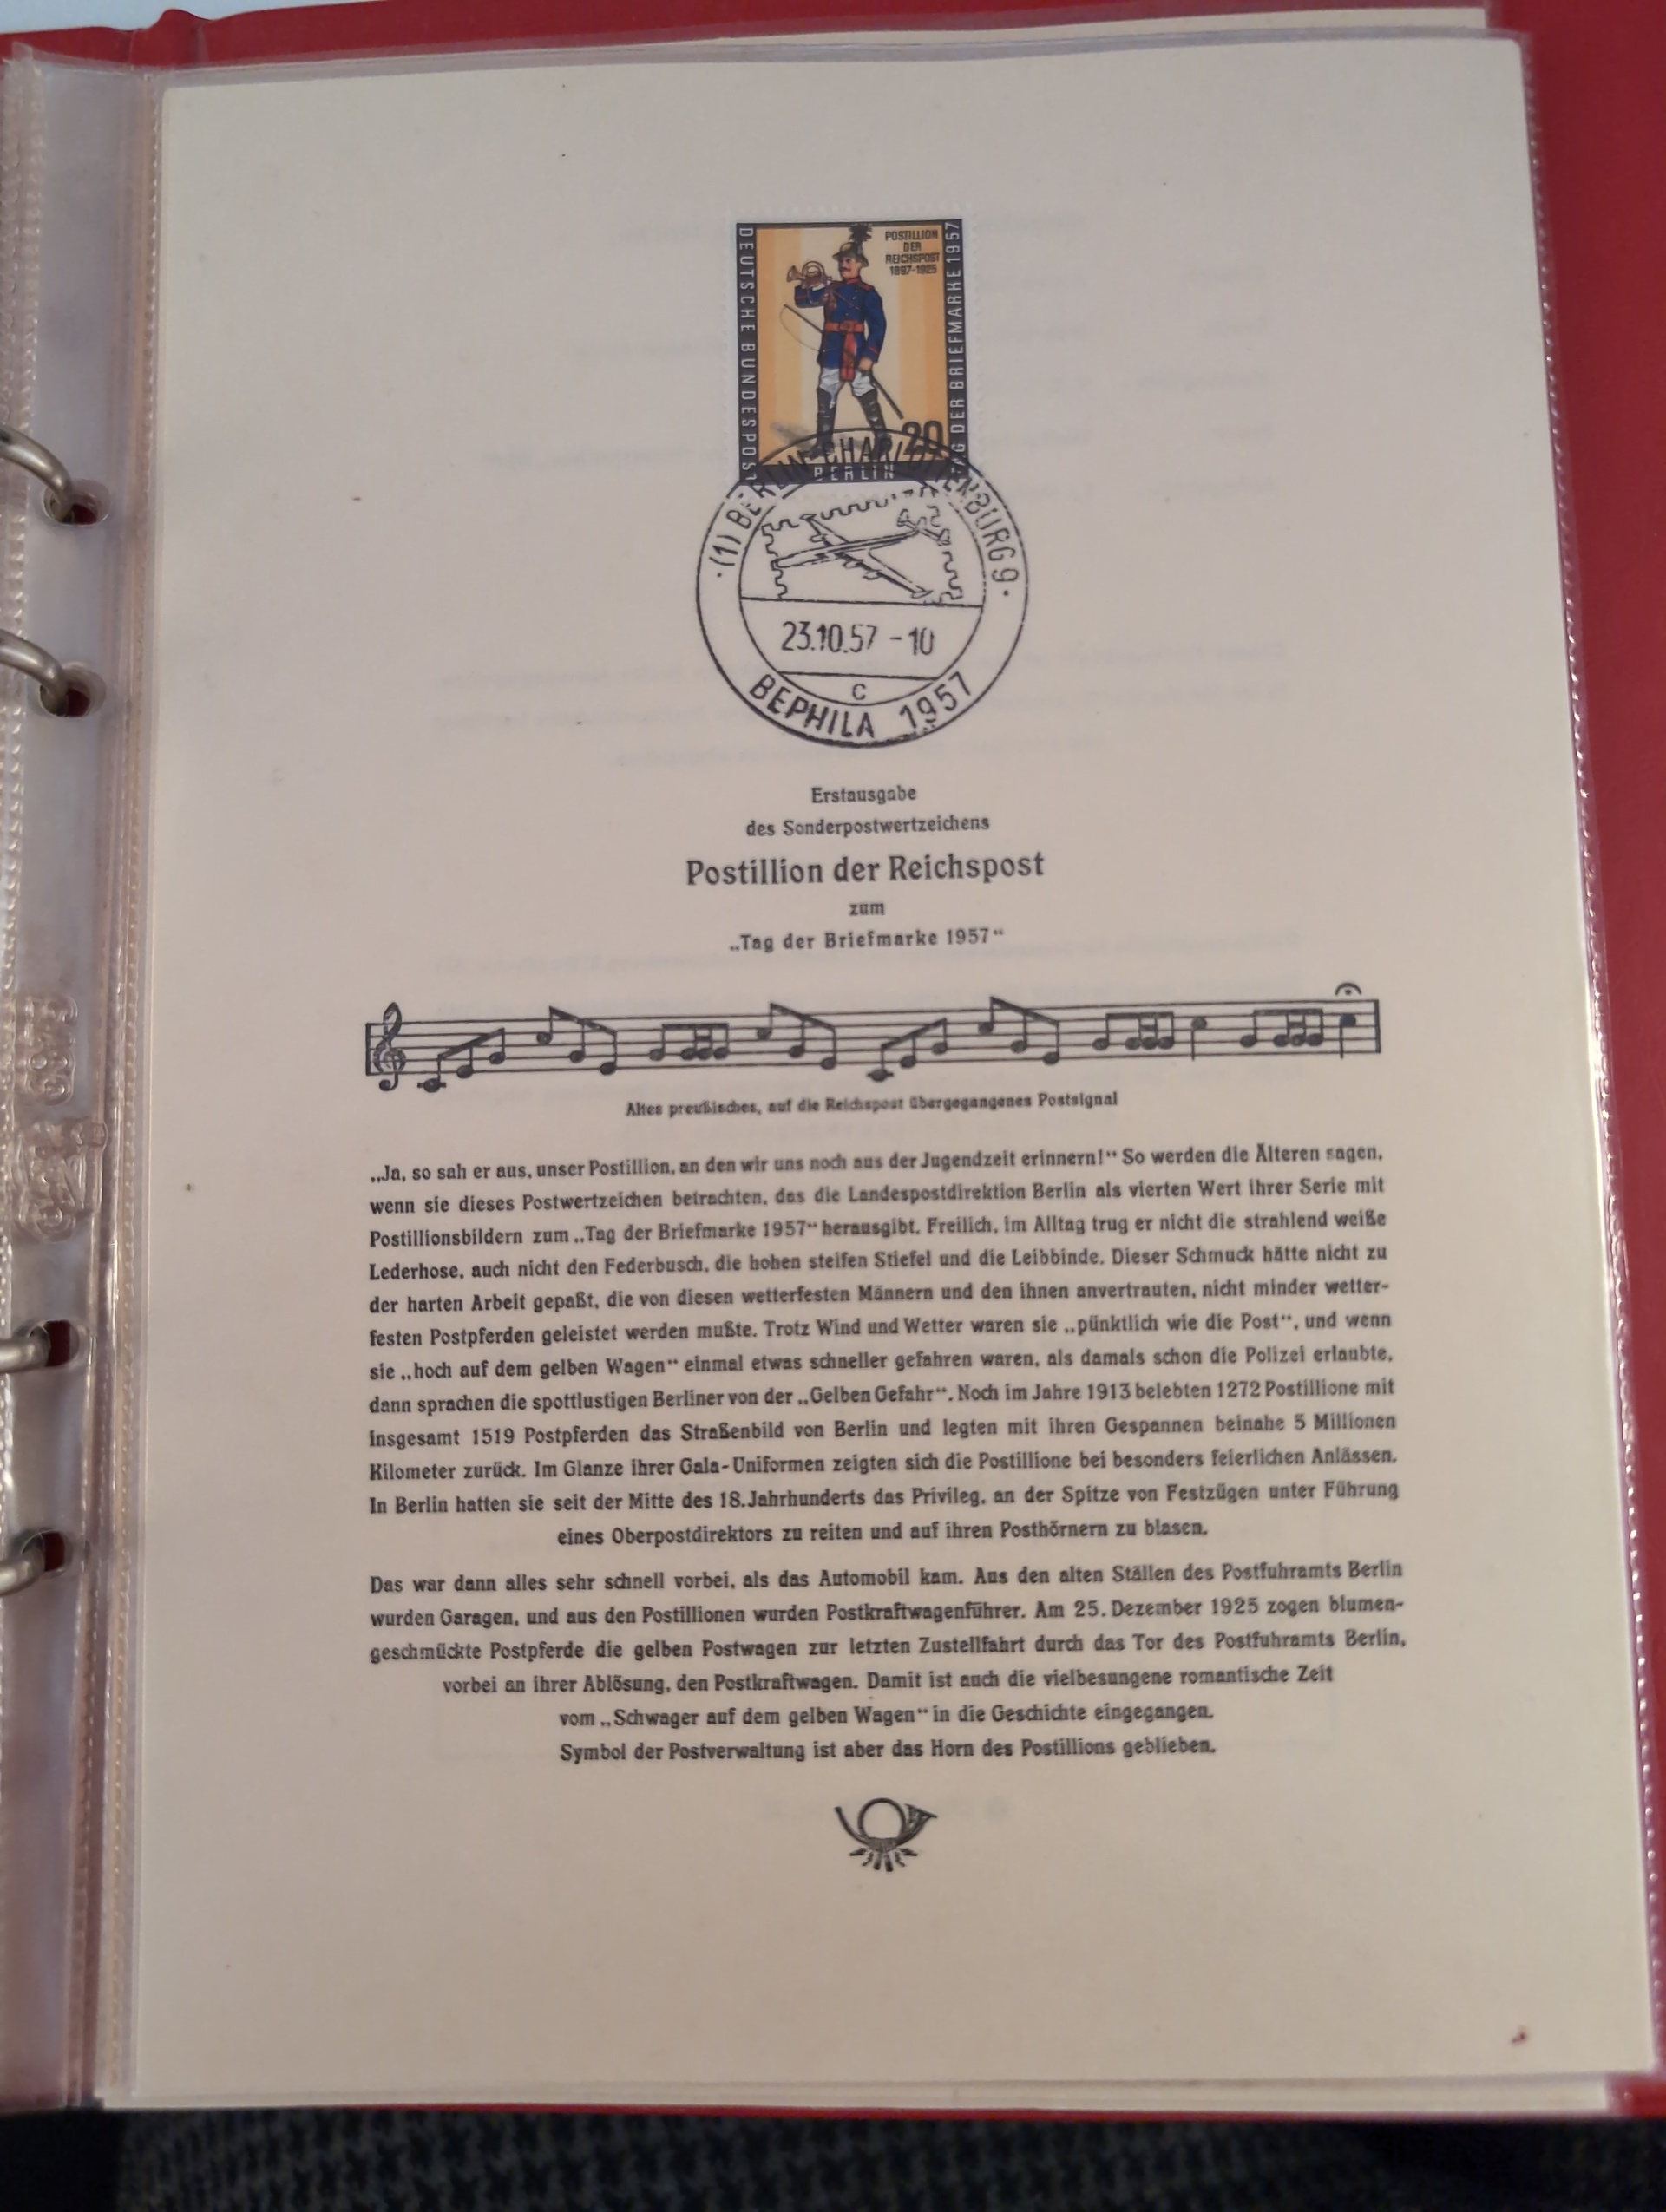 DEUTSCHE BUNDESPOST
POSTILLION
DER
REICHSPOST
1897-1925
TAG DER BRIEFMARKE 1957
20
BERLIN
·(1) BERLIN-CHARLOTTENBURG 9·
23.10.57 -10
c
BEPHILA 1957
Erstausgabe
des Sonderpostwertzeichens
Postillion der Reichspost
zum
„Tag der Briefmarke 1957“
Altes preußisches, auf die Reichspost übergegangenes Postsignal
„Ja, so sah er aus, unser Postillion, an den wir uns noch aus der Jugendzeit erinnern!“ So werden die Älteren sagen,
wenn sie dieses Postwertzeichen betrachten, das die Landespostdirektion Berlin als vierten Wert ihrer Serie mit
Postillionsbildern zum „Tag der Briefmarke 1957“ herausgibt. Freilich, im Alltag trug er nicht die strahlend weiße
Lederhose, auch nicht den Federbusch, die hohen steifen Stiefel und die Leibbinde. Dieser Schmuck hätte nicht zu
der harten Arbeit gepaßt, die von diesen wetterfesten Männern und den ihnen anvertrauten, nicht minder wetter-
festen Postpferden geleistet werden mußte. Trotz Wind und Wetter waren sie „pünktlich wie die Post“, und wenn
sie „hoch auf dem gelben Wagen“ einmal etwas schneller gefahren waren, als damals schon die Polizei erlaubte,
dann sprachen die spottlustigen Berliner von der „Gelben Gefahr“. Noch im Jahre 1913 belebten 1272 Postillione mit
insgesamt 1519 Postpferden das Straßenbild von Berlin und legten mit ihren Gespannen beinahe 5 Millionen
Kilometer zurück. Im Glanze ihrer Gala-Uniformen zeigten sich die Postillione bei besonders feierlichen Anlässen.
In Berlin hatten sie seit der Mitte des 18. Jahrhunderts das Privileg, an der Spitze von Festzügen unter Führung
eines Oberpostdirektors zu reiten und auf ihren Posthörnern zu blasen.
Das war dann alles sehr schnell vorbei, als das Automobil kam. Aus den alten Ställen des Postfuhramts Berlin
wurden Garagen, und aus den Postillionen wurden Postkraftwagenführer. Am 25. Dezember 1925 zogen blumen-
geschmückte Postpferde die gelben Postwagen zur letzten Zustellfahrt durch das Tor des Postfuhramts Berlin,
vorbei an ihrer Ablösung, den Postkraftwagen. Damit ist auch die vielbesungene romantische Zeit
vom „Schwager auf dem gelben Wagen“ in die Geschichte eingegangen.
Symbol der Postverwaltung ist aber das Horn des Postillions geblieben.